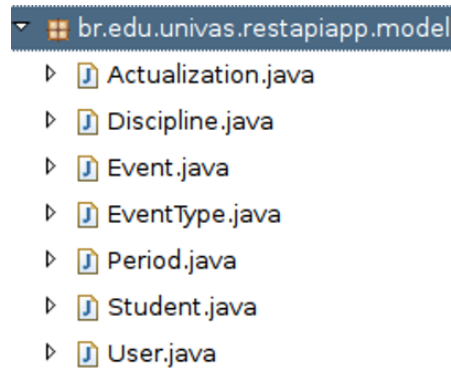 br.edu.univas.restapiapp.model
Actualization.java
Discipline.java
Event.java
EventType.java
Period.java
Student.java
User.java